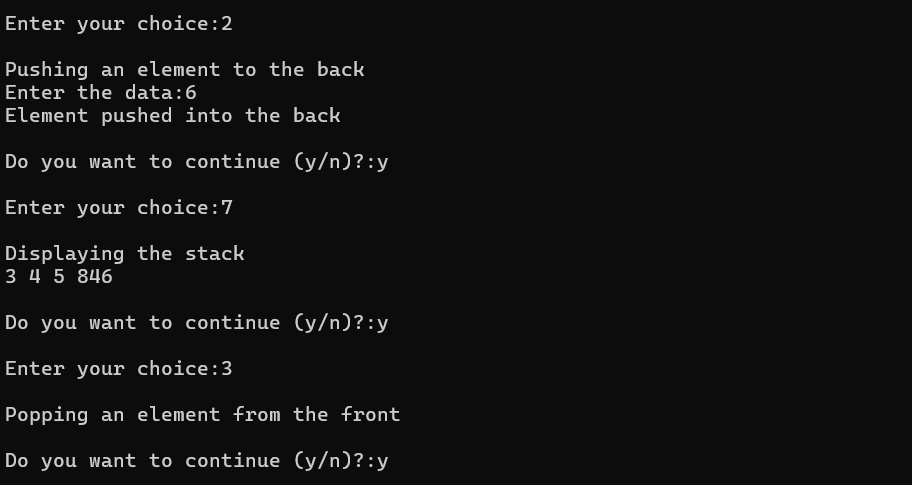 Enter your choice:2
Pushing an element to the back
Enter the data:6
Element pushed into the back
Do you want to continue (y/n)?:y
Enter your choice:7
Displaying the stack
3 4 5 846
Do you want to continue (y/n)?:y
Enter your choice:3
Popping an element from the front
Do you want to continue (y/n)?:y